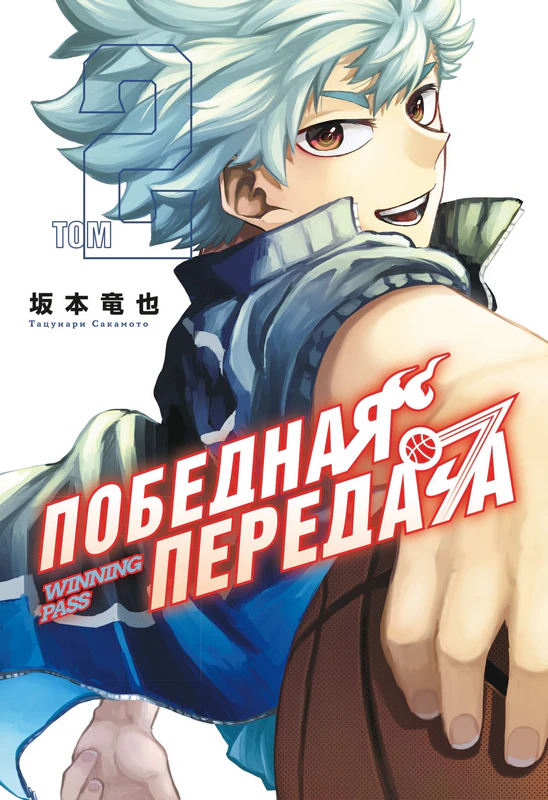 2
ТОМ
坂本竜也
Тацунари Сакамото
ПОБЕДНАЯ
ПЕРЕДАЧА
WINNING
PASS